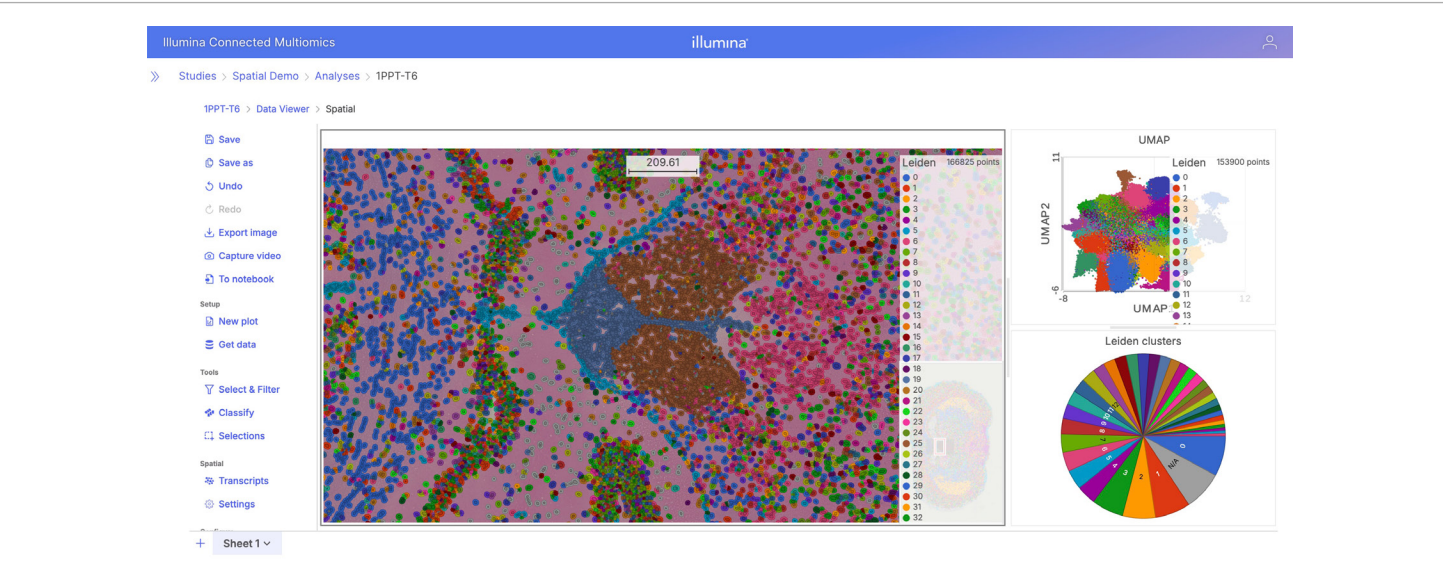 Illumina Connected Multiomics
illumina
Studies > Spatial Demo > Analyses > 1PPT-T6
1PPT-T6 > Data Viewer > Spatial
Save
Save as
Undo
Redo
Export image
Capture video
To notebook
Setup
New plot
Get data
Tools
Select & Filter
Classify
Selections
Spatial
Transcripts
Settings
Sheet 1
209.61
Leiden 166825 points
0
1
2
3
4
5
6
7
8
9
10
11
12
13
14
15
16
17
18
19
20
21
22
23
24
25
26
27
28
29
30
31
32
UMAP
11
UMAP2
-6
-8
12
UMAP
Leiden 153900 points
0
1
2
3
4
5
6
7
8
9
10
11
12
13
Leiden clusters
0
N/A
1
2
3
4
5
6
7
8
9
10
11
12